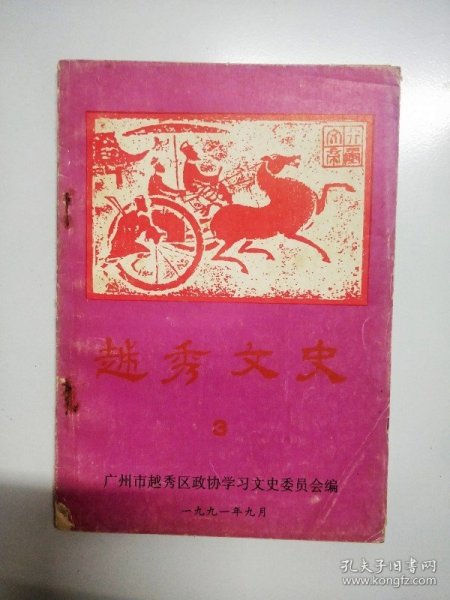 越秀文史
3
广州市越秀区政协学习文史委员会编
一九九一年九月
孔夫子旧书网
www.kongfz.com